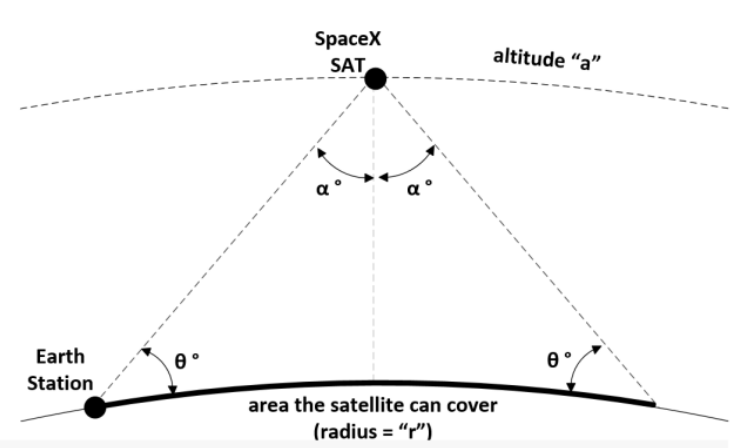 SpaceX
SAT
altitude “a”
α °
α °
Earth
Station
θ °
θ °
area the satellite can cover
(radius = “r”)